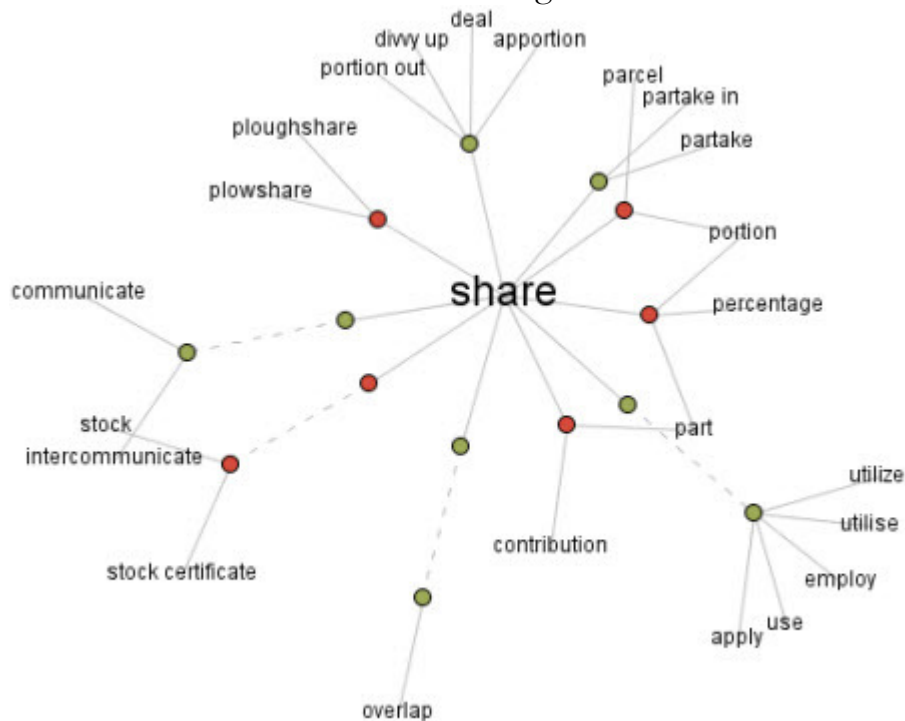 deal
divvy up
apportion
portion out
parcel
partake in
ploughshare
partake
plowshare
portion
share
communicate
percentage
stock
part
intercommunicate
utilize
utilise
contribution
stock certificate
employ
use
apply
overlap